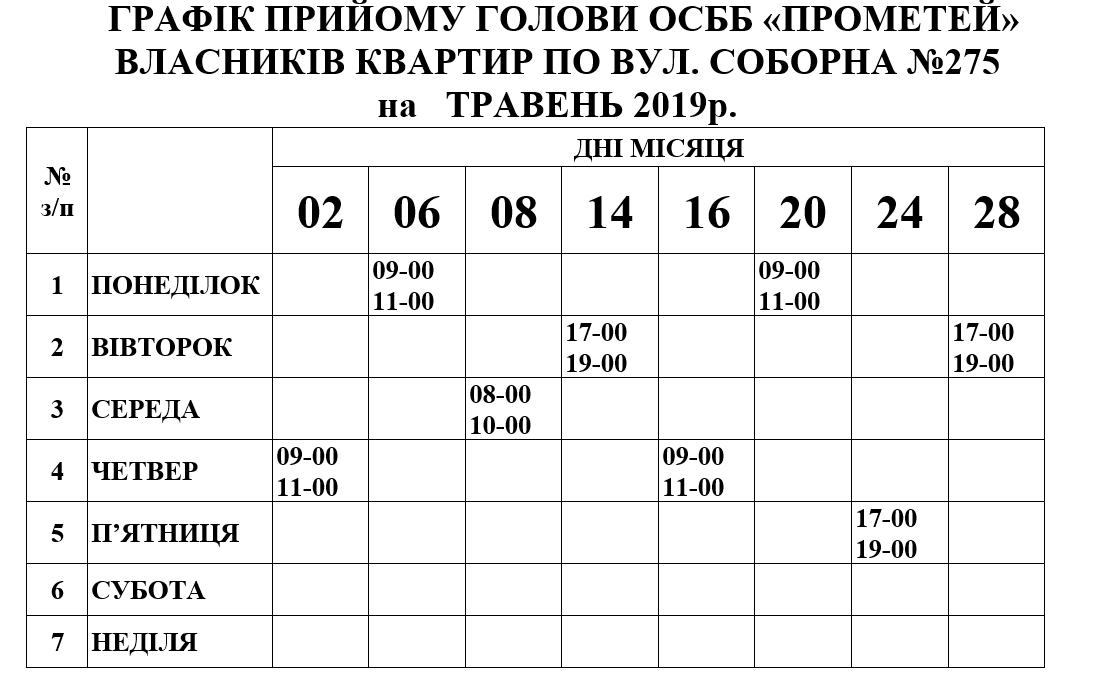 ГРАФІК ПРИЙОМУ ГОЛОВИ ОСББ «ПРОМЕТЕЙ»
ВЛАСНИКІВ КВАРТИР ПО ВУЛ. СОБОРНА №275
на ТРАВЕНЬ 2019р.
№ з/п ДНІ МІСЯЦЯ
02 06 08 14 16 20 24 28
1 ПОНЕДІЛОК 09-00 09-00
11-00 11-00
2 ВІВТОРОК 17-00 17-00
19-00 19-00
3 СЕРЕДА 08-00
10-00
4 ЧЕТВЕР 09-00 09-00
11-00 11-00
5 П’ЯТНИЦЯ 17-00
19-00
6 СУБОТА
7 НЕДІЛЯ